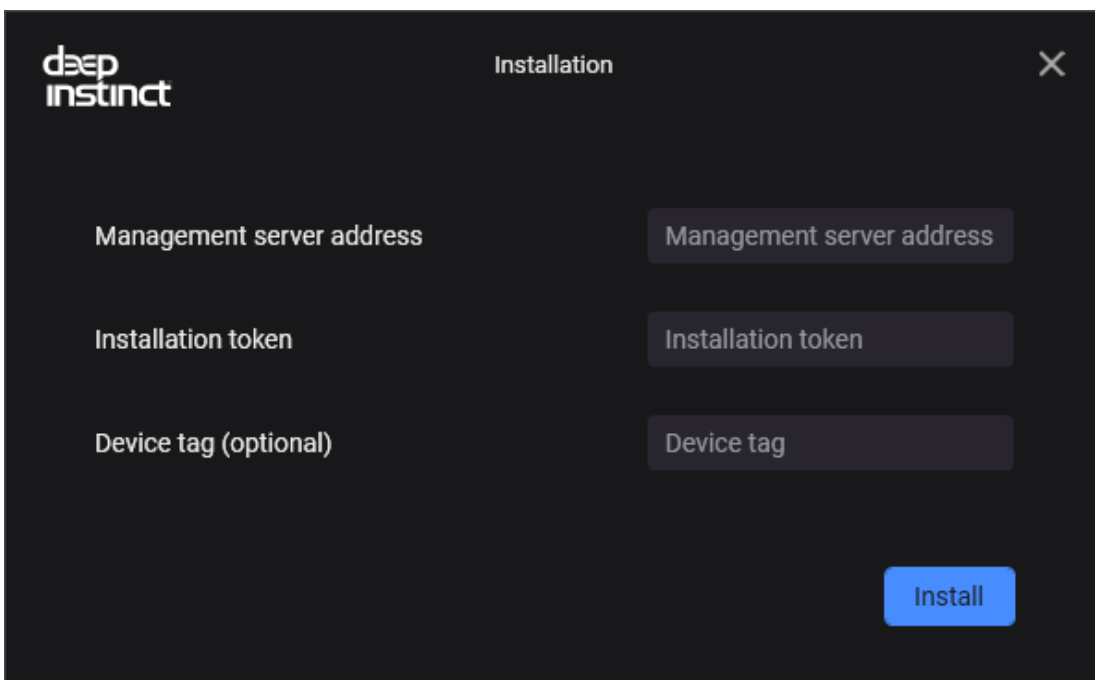 deep
instinct
Installation
Management server address
Management server address
Installation token
Installation token
Device tag (optional)
Device tag
Install